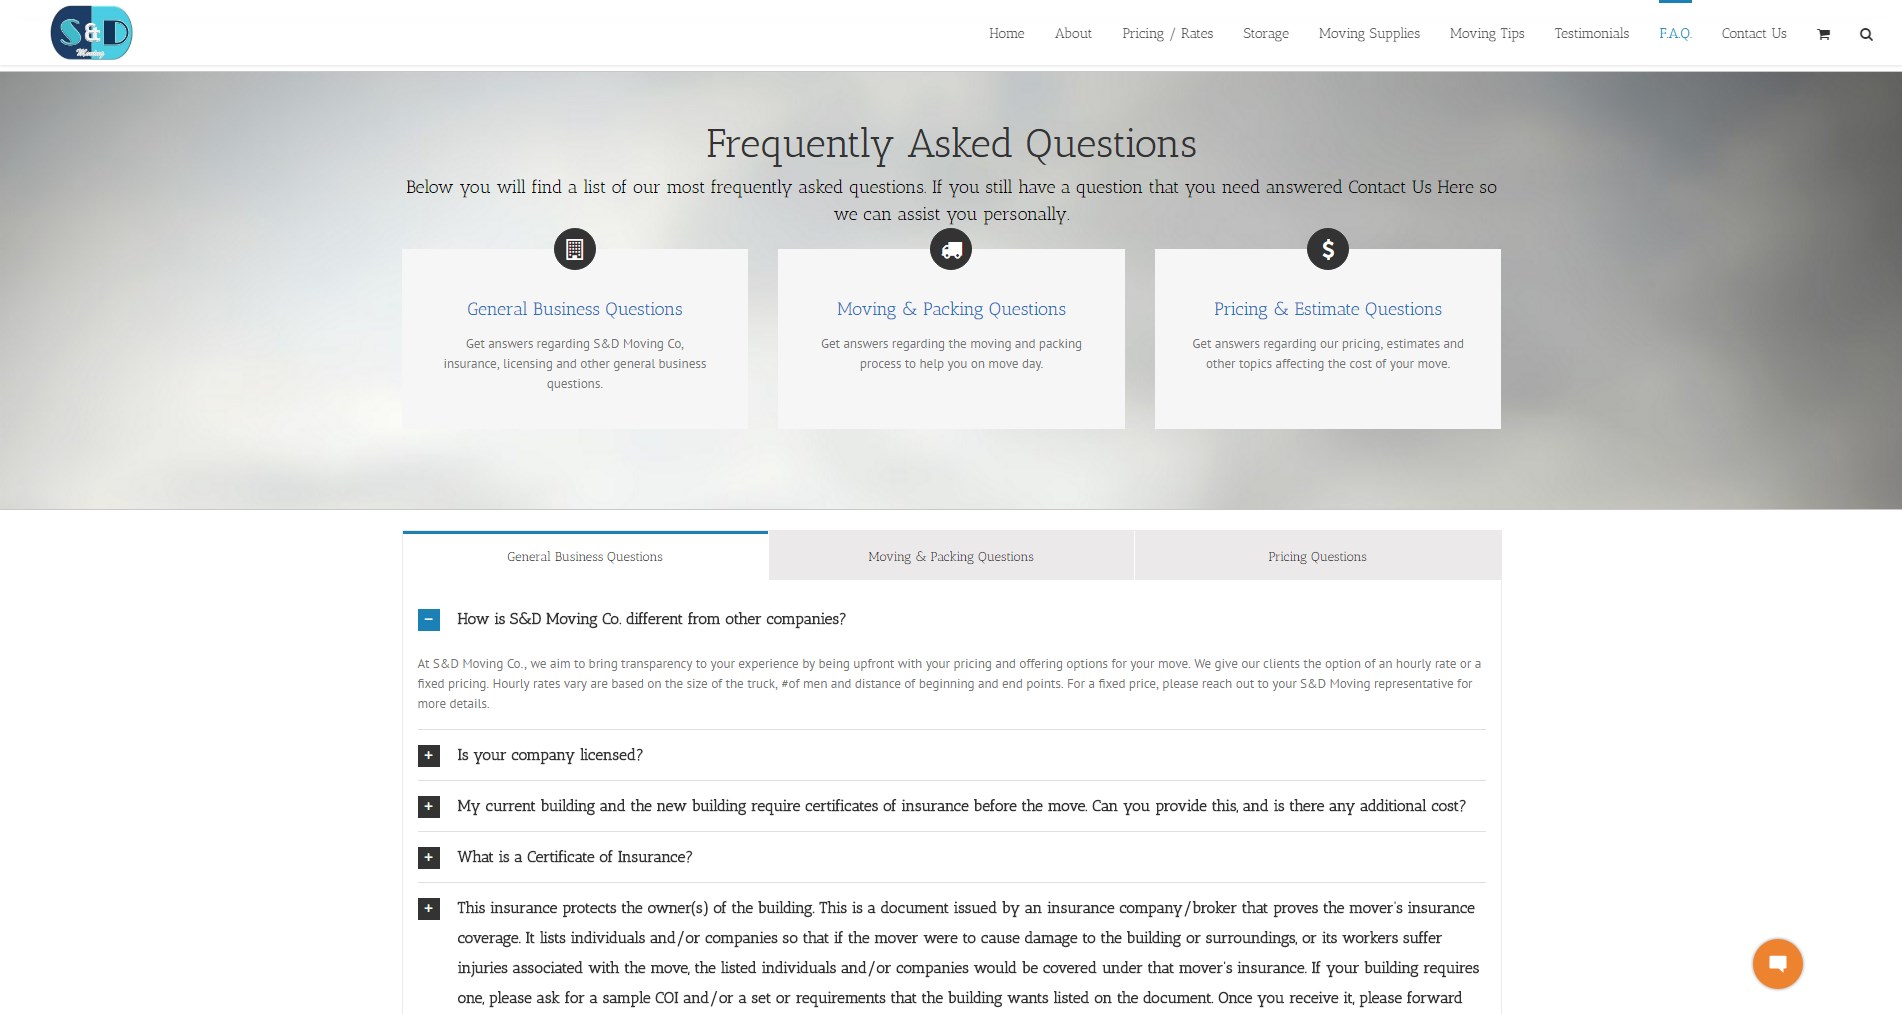 S&D
Moving
Home
About
Pricing / Rates
Storage
Moving Supplies
Moving Tips
Testimonials
F.A.Q.
Contact Us
Frequently Asked Questions
Below you will find a list of our most frequently asked questions. If you still have a question that you need answered Contact Us Here so
we can assist you personally.
General Business Questions
Get answers regarding S&D Moving Co,
insurance, licensing and other general business
questions.
Moving & Packing Questions
Get answers regarding the moving and packing
process to help you on move day.
Pricing & Estimate Questions
Get answers regarding our pricing, estimates and
other topics affecting the cost of your move.
General Business Questions
Moving & Packing Questions
Pricing Questions
How is S&D Moving Co. different from other companies?
At S&D Moving Co., we aim to bring transparency to your experience by being upfront with your pricing and offering options for your move. We give our clients the option of an hourly rate or a
fixed pricing. Hourly rates vary are based on the size of the truck, #of men and distance of beginning and end points. For a fixed price, please reach out to your S&D Moving representative for
more details.
Is your company licensed?
My current building and the new building require certificates of insurance before the move. Can you provide this, and is there any additional cost?
What is a Certificate of Insurance?
This insurance protects the owner(s) of the building. This is a document issued by an insurance company/broker that proves the mover's insurance
coverage. It lists individuals and/or companies so that if the mover were to cause damage to the building or surroundings, or its workers suffer
injuries associated with the move, the listed individuals and/or companies would be covered under that mover's insurance. If your building requires
one, please ask for a sample COI and/or a set or requirements that the building wants listed on the document. Once you receive it, please forward